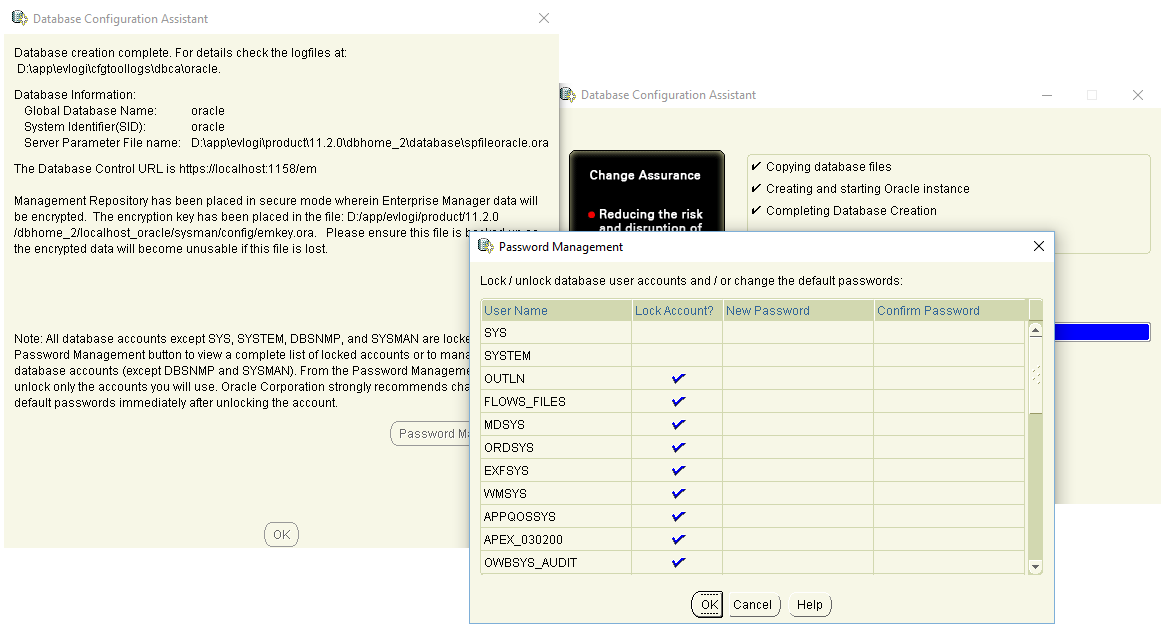 Database Configuration Assistant
Database creation complete. For details check the logfiles at:
D:\app\evlogi\cfgtoollogs\dbca\oracle.
Database Information:
Global Database Name: oracle
System Identifier(SID): oracle
Server Parameter File name: D:\app\evlogi\product\11.2.0\dbhome_2\database\spfileoracle.ora
The Database Control URL is https://localhost:1158/em
Management Repository has been placed in secure mode wherein Enterprise Manager data will
be encrypted. The encryption key has been placed in the file: D:/app/evlogi/product/11.2.0
/dbhome_2/localhost_oracle/sysman/config/emkey.ora. Please ensure this file is
the encrypted data will become unusable if this file is lost.
Note: All database accounts except SYS, SYSTEM, DBSNMP, and SYSMAN are locke
Password Management button to view a complete list of locked accounts or to mana
database accounts (except DBSNMP and SYSMAN). From the Password Manageme
unlock only the accounts you will use. Oracle Corporation strongly recommends cha
default passwords immediately after unlocking the account.
Password Ma
OK
Database Configuration Assistant
Change Assurance
Reducing the risk
and disruption of
Copying database files
Creating and starting Oracle instance
Completing Database Creation
Password Management
Lock / unlock database user accounts and / or change the default passwords:
User Name Lock Account? New Password Confirm Password
SYS
SYSTEM
OUTLN
FLOWS_FILES
MDSYS
ORDSYS
EXFSYS
WMSYS
APPQOSSYS
APEX_030200
OWBSYS_AUDIT
OK Cancel Help